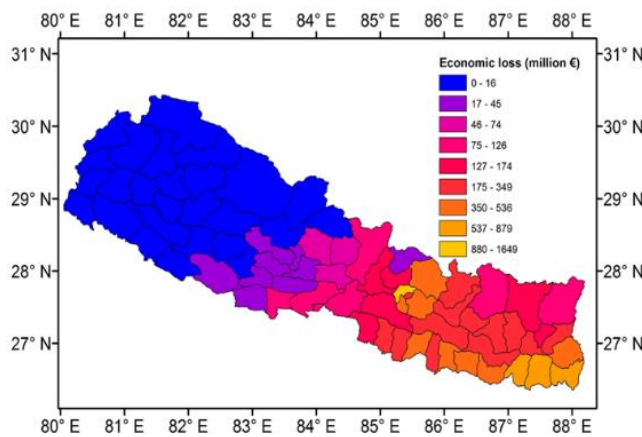 80° E 81° E 82° E 83° E 84° E 85° E 86° E 87° E 88° E
31° N 31° N
Economic loss (million €)
0 - 16
17 - 45
30° N 30° N
46 - 74
75 - 126
127 - 174
29° N 29° N
175 - 349
350 - 536
537 - 879
28° N 28° N
880 - 1649
27° N 27° N
80° E 81° E 82° E 83° E 84° E 85° E 86° E 87° E 88° E